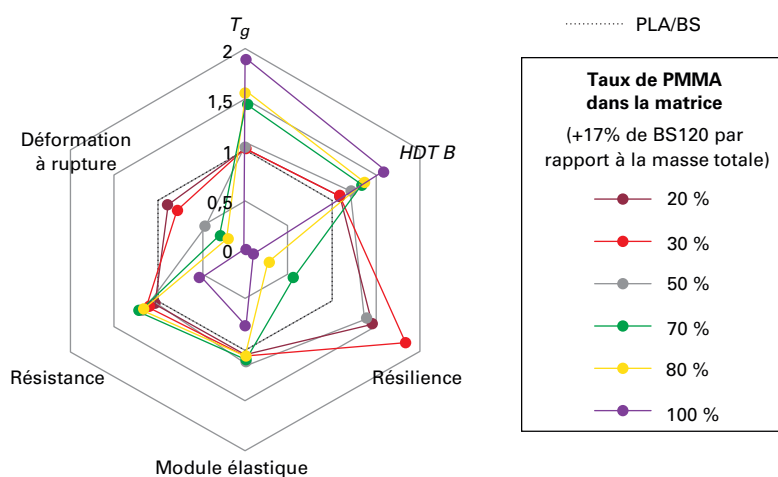 PLA/BS
T_g
2
1,5
1
0,5
0
HDT B
Déformation
à rupture
Résistance
Résilience
Module élastique
Taux de PMMA
dans la matrice
(+17% de BS120 par
rapport à la masse totale)
20 %
30 %
50 %
70 %
80 %
100 %